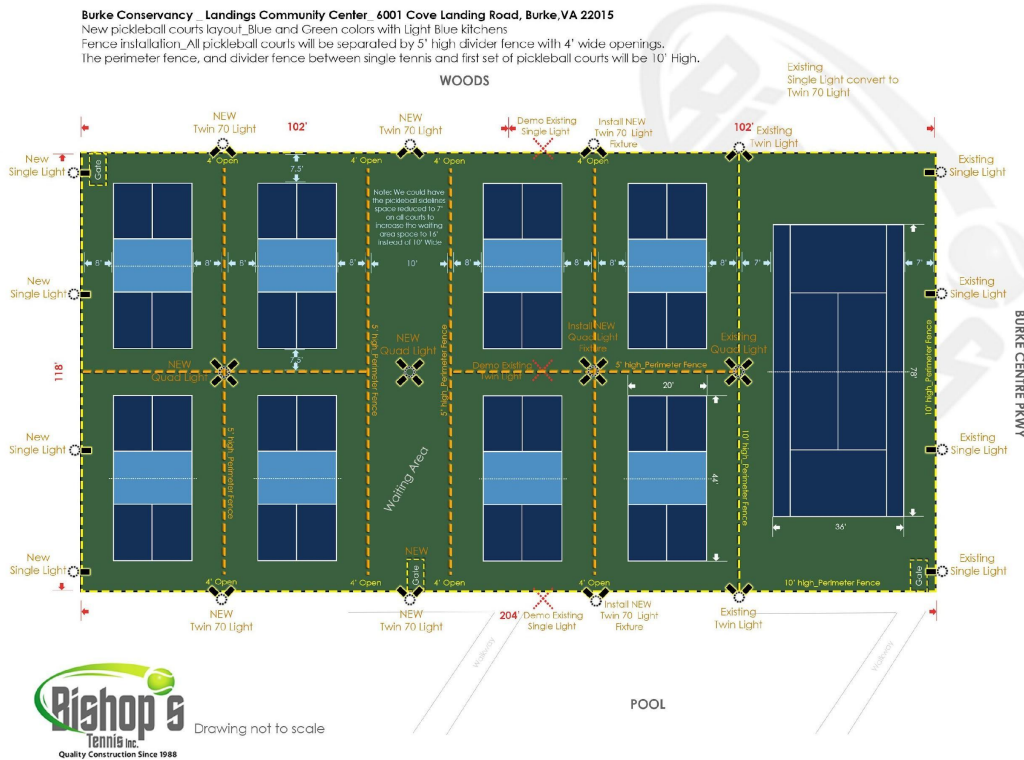 Burke Conservancy _ Landings Community Center_ 6001 Cove Landing Road, Burke,VA 22015
New pickleball courts layout_Blue and Green colors with Light Blue kitchens
Fence installation_All pickleball courts will be separated by 5' high divider fence with 4' wide openings.
The perimeter fence, and divider fence between single tennis and first set of pickleball courts will be 10' High.
WOODS
Existing
Single Light convert to
Twin 70 Light
NEW
Twin 70 Light
102'
NEW
Twin 70 Light
Demo Existing
Single Light
Install NEW
Twin 70 Light
Fixture
102'
Existing
Twin Light
New
Single Light
Gate
4' Open
7.5'
4' Open
4' Open
4' Open
Existing
Single Light
Note: We could have
the pickleball sidelines
space reduced to 7'
on all courts to
increase the waiting
area space to 16'
instead of 10' Wide
8'
8'
8'
8'
10'
8'
8'
8'
8'
7'
7'
New
Single Light
Existing
Single Light
BURKE CENTRE PKWY
118'
7.5'
NEW
Quad Light
5' high_Perimeter Fence
NEW
Quad Light
5' high_Perimeter Fence
Demo Existing
Twin Light
Install NEW
Quad Light
Fixture
5' high_Perimeter Fence
Existing
Quad Light
78'
10' high_Perimeter Fence
20'
New
Single Light
5' high_Perimeter Fence
Waiting Area
44'
10' high_Perimeter Fence
36'
Existing
Single Light
New
Single Light
NEW
Gate
4' Open
4' Open
4' Open
4' Open
10' high_Perimeter Fence
Gate
Existing
Single Light
NEW
Twin 70 Light
NEW
Twin 70 Light
204'
Demo Existing
Single Light
Install NEW
Twin 70 Light
Fixture
Existing
Twin Light
Walkway
Walkway
POOL
Bishop's
Tennis Inc.
Quality Construction Since 1988
Drawing not to scale